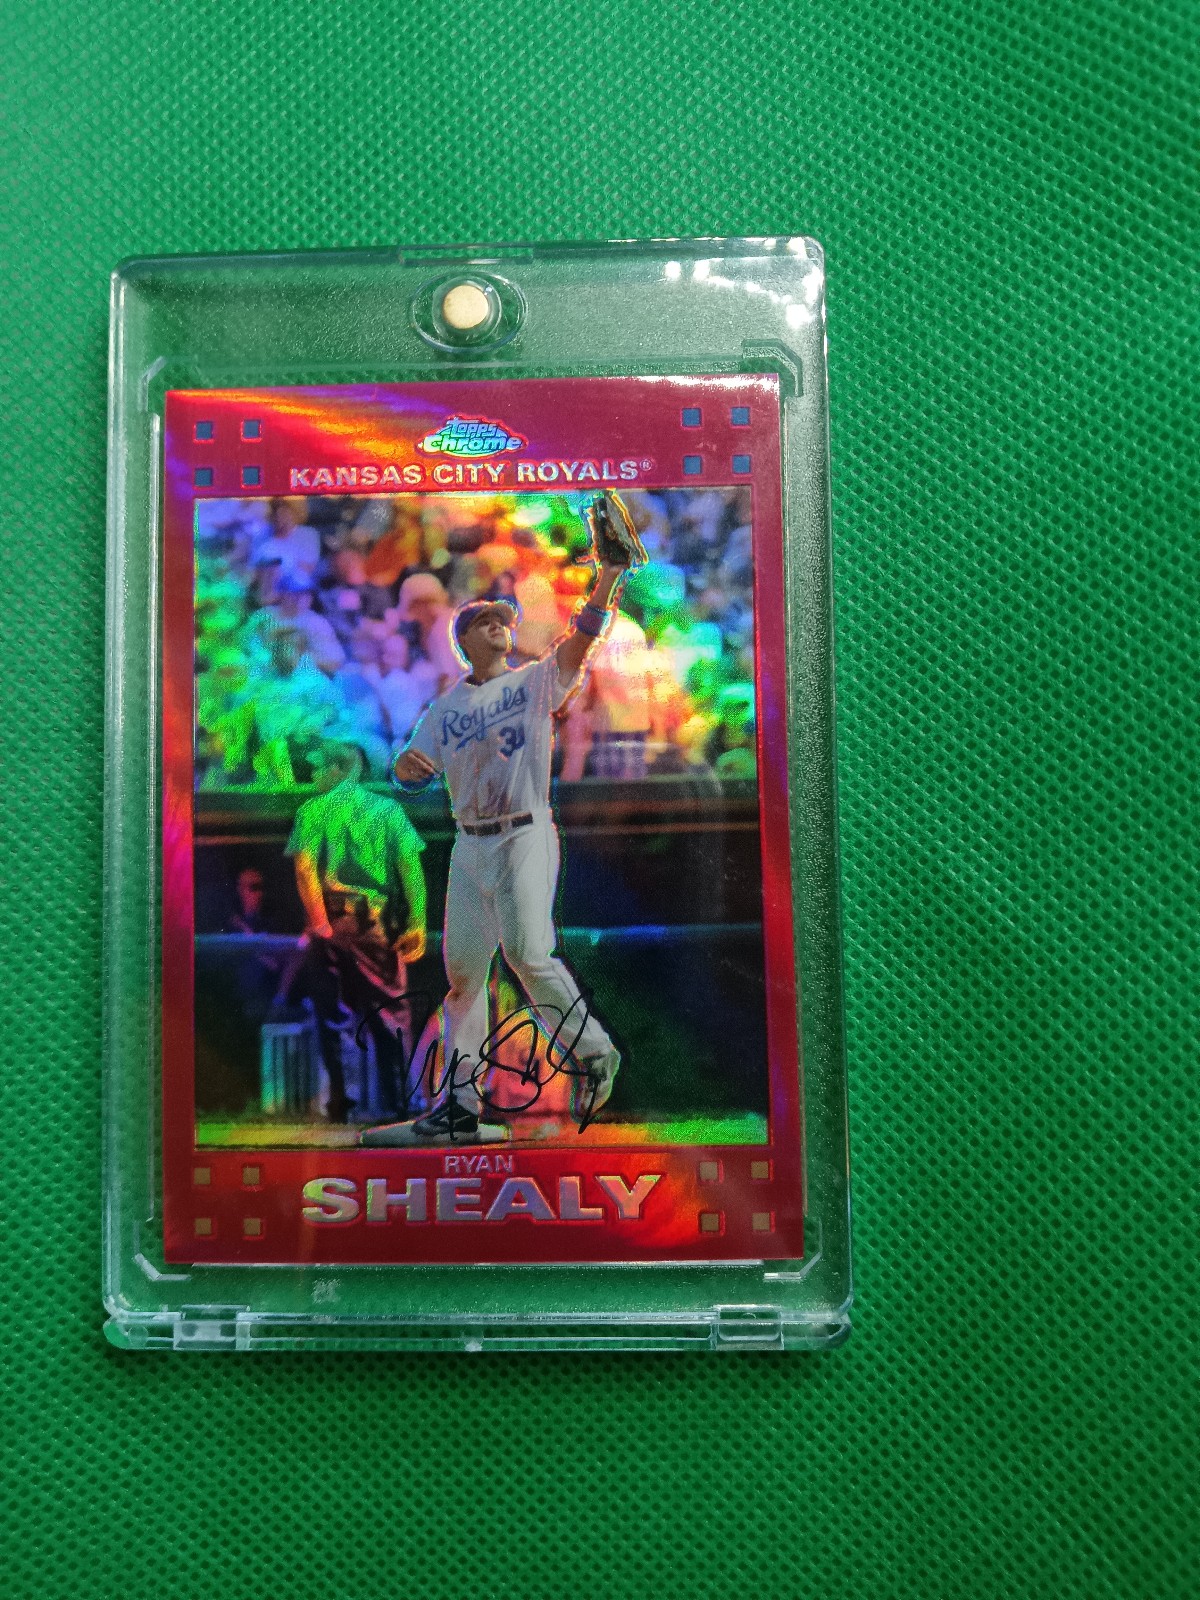 Topps
Chrome
KANSAS CITY ROYALS®
Royals
RYAN
SHEALY